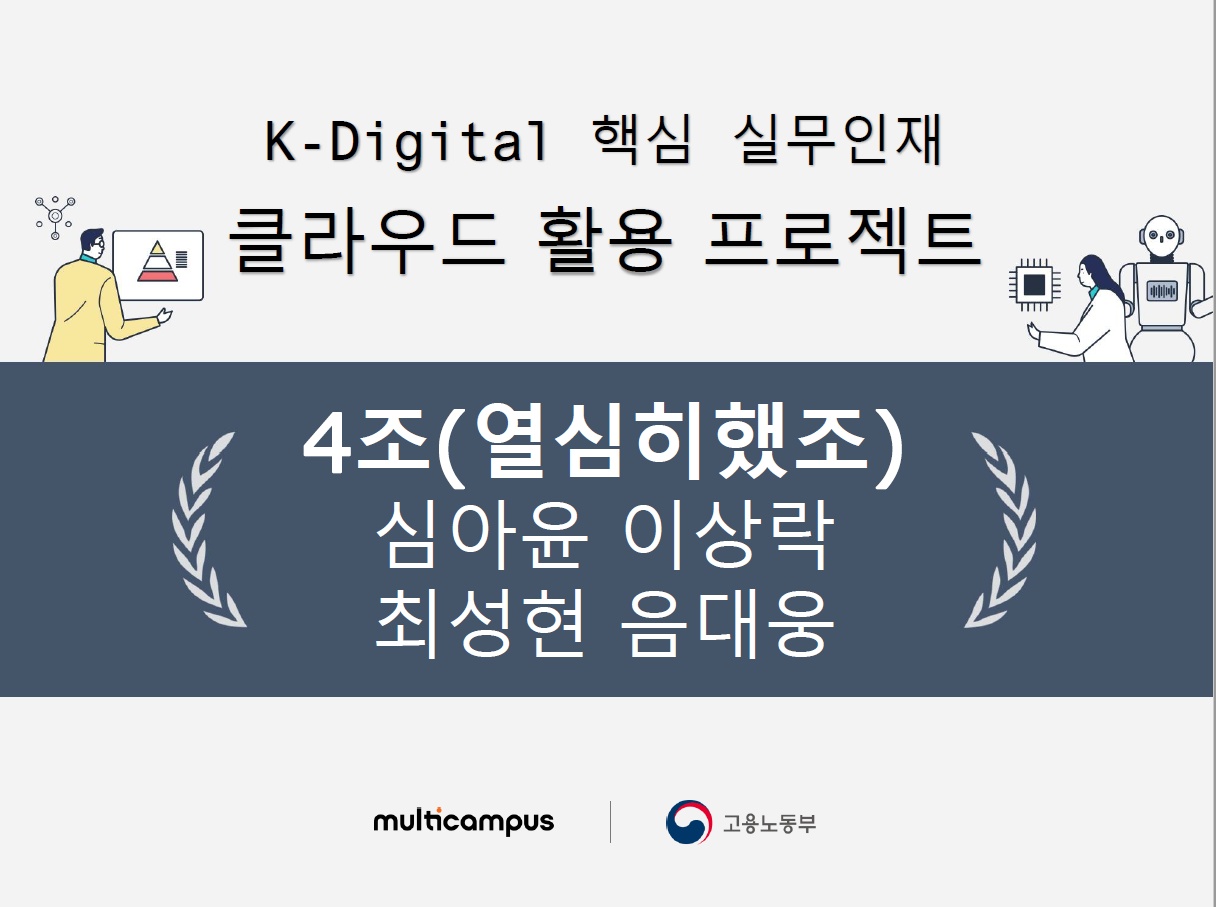 K-Digital 핵심 실무인재
클라우드 활용 프로젝트
4조(열심히했조)
심아윤 이상락
최성현 음대웅
multicampus
고용노동부